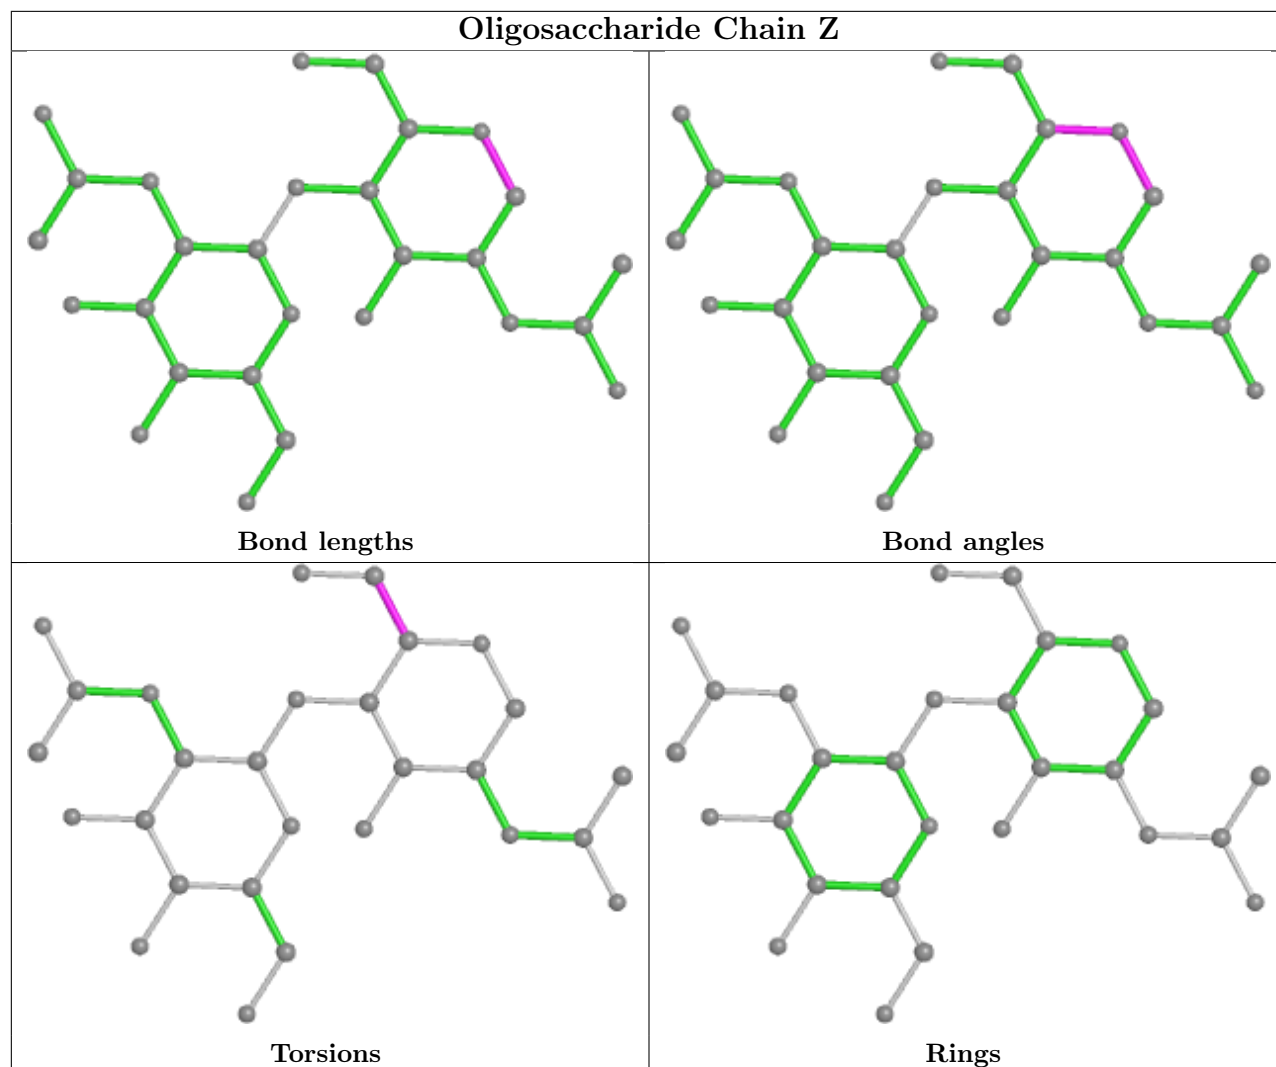 Oligosaccharide Chain Z
Bond lengths
Bond angles
Torsions
Rings